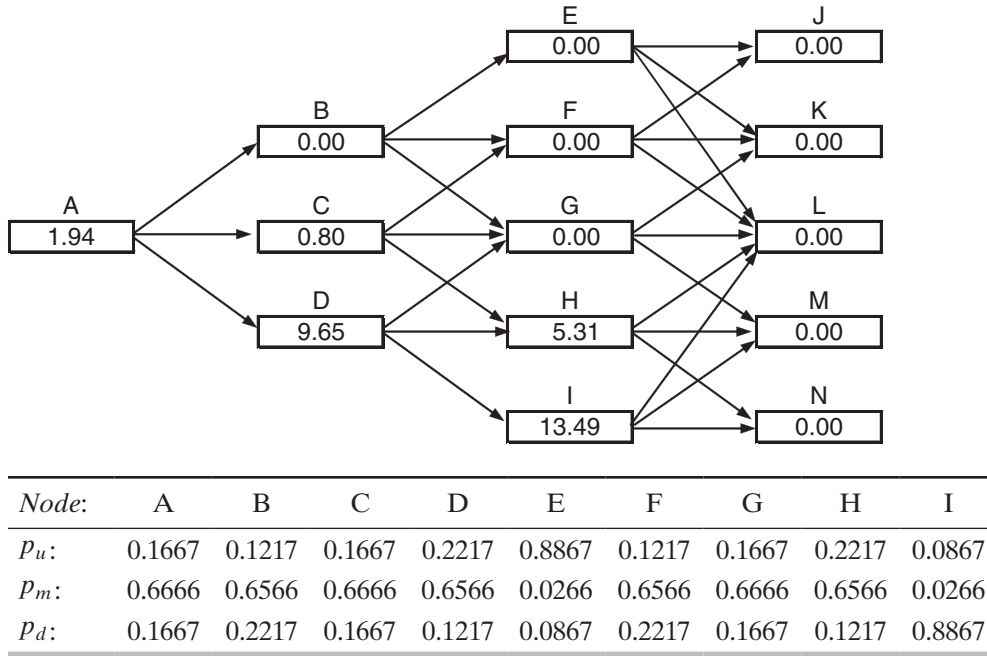 E J
0.00 0.00
B F K
0.00 0.00 0.00
A C G L
1.94 0.80 0.00 0.00
D H M
9.65 5.31 0.00
I N
13.49 0.00
Node: A B C D E F G H I
pu: 0.1667 0.1217 0.1667 0.2217 0.8867 0.1217 0.1667 0.2217 0.0867
pm: 0.6666 0.6566 0.6666 0.6566 0.0266 0.6566 0.6666 0.6566 0.0266
pd: 0.1667 0.2217 0.1667 0.1217 0.0867 0.2217 0.1667 0.1217 0.8867